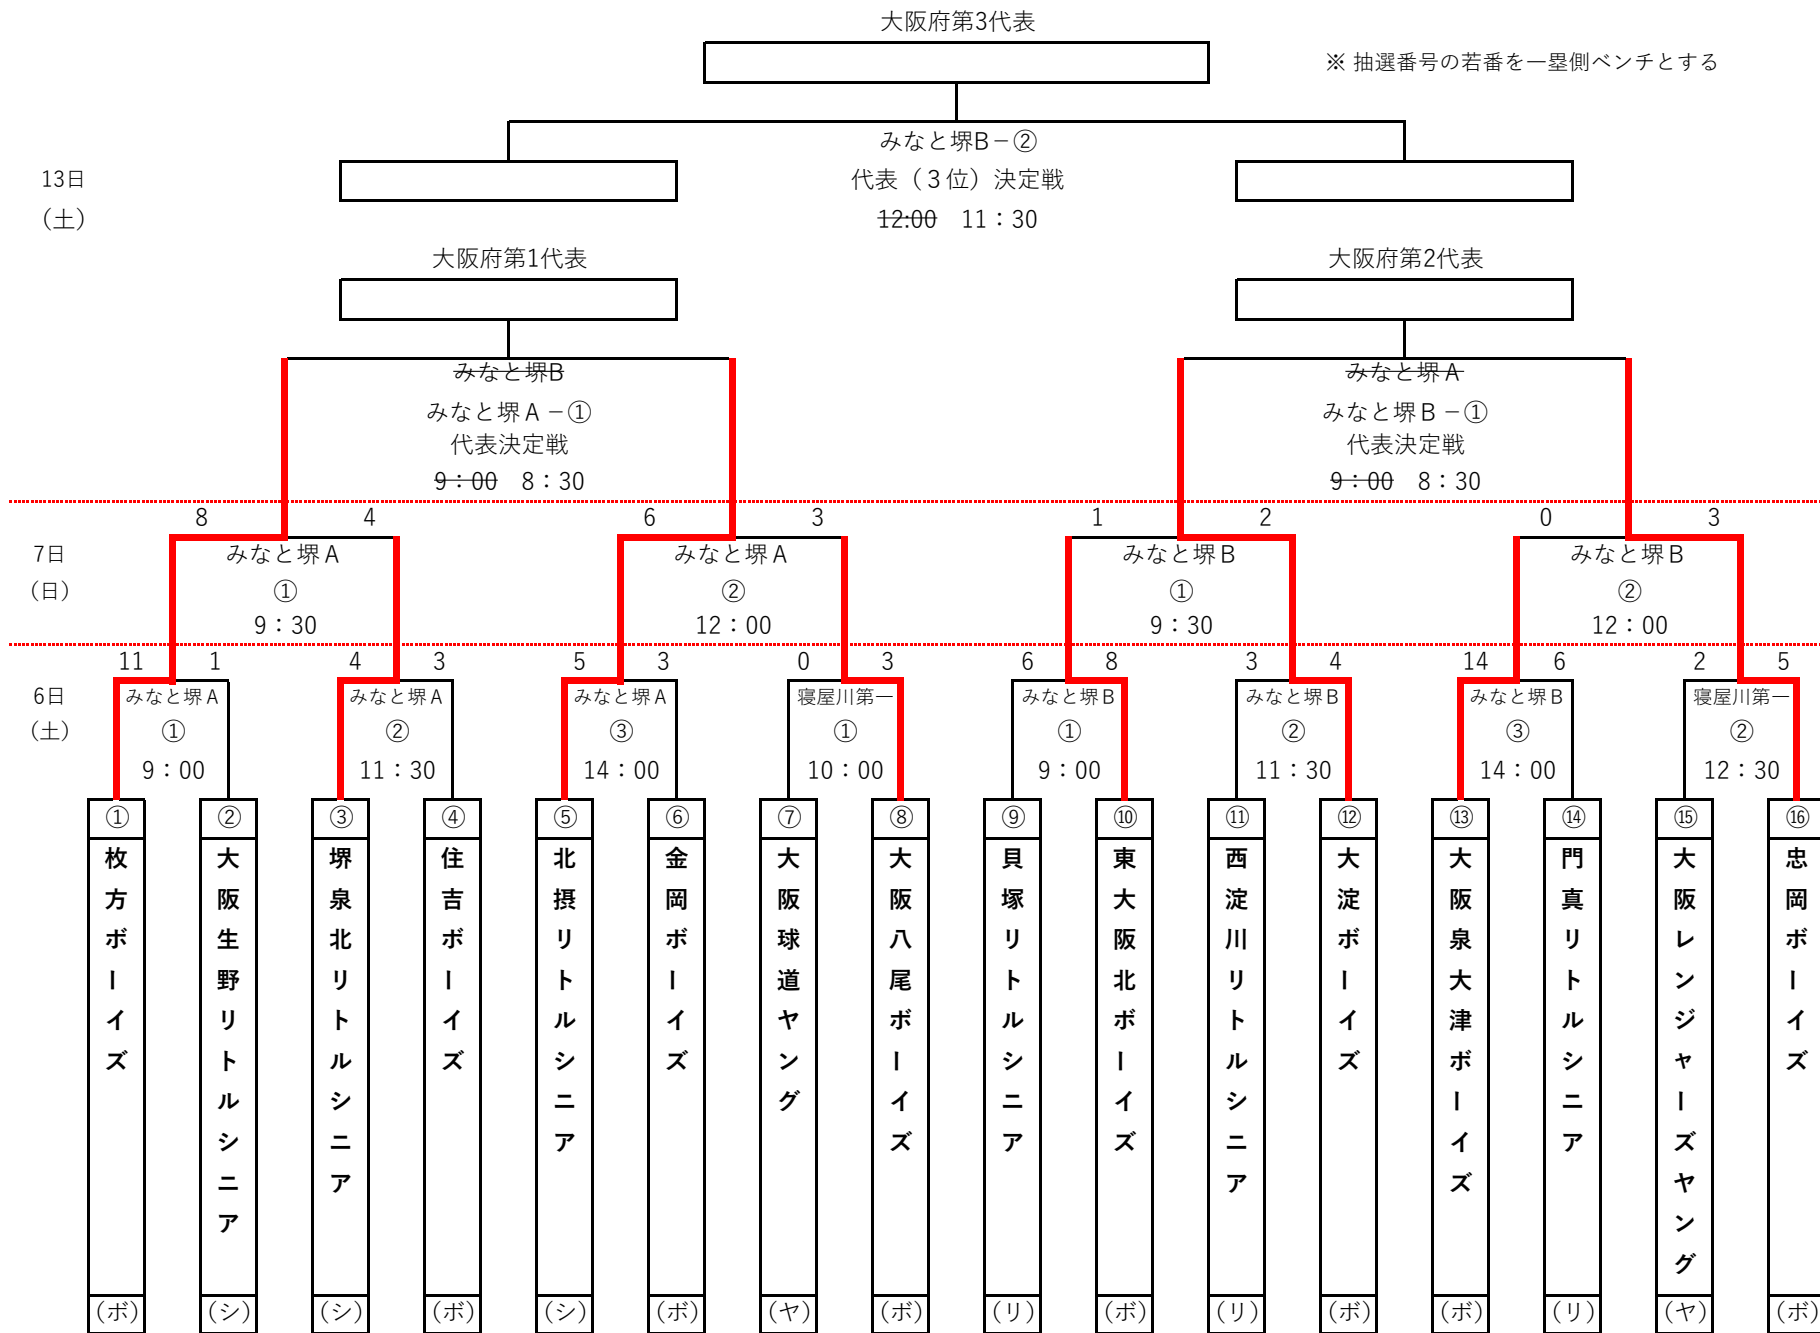 大阪府第3代表
※ 抽選番号の若番を一塁側ベンチとする
みなと堺B－②
13日
代表（３位）決定戦
（土）
12:00 11：30
大阪府第1代表
大阪府第2代表
みなと堺B
みなと堺Ａ
みなと堺Ａ－①
みなと堺Ｂ－①
代表決定戦
代表決定戦
9：00 8：30
9：00 8：30
8 4 6 3 1 2 0 3
7日
みなと堺Ａ みなと堺Ａ みなと堺Ｂ みなと堺Ｂ
（日）
① ② ① ②
9：30 12：00 9：30 12：00
11 1 4 3 5 3 0 3 6 8 3 4 14 6 2 5
6日
みなと堺Ａ みなと堺Ａ みなと堺Ａ 寝屋川第一 みなと堺Ｂ みなと堺Ｂ みなと堺Ｂ 寝屋川第一
（土）
① ② ③ ① ① ② ③ ②
9：00 11：30 14：00 10：00 9：00 11：30 14：00 12：30
① ② ③ ④ ⑤ ⑥ ⑦ ⑧ ⑨ ⑩ ⑪ ⑫ ⑬ ⑭ ⑮ ⑯
枚方ボーイズ
大阪生野リトルシニア
堺泉北リトルシニア
住吉ボーイズ
北摂リトルシニア
金岡ボーイズ
大阪球道ヤング
大阪八尾ボーイズ
貝塚リトルシニア
東大阪北ボーイズ
西淀川リトルシニア
大淀ボーイズ
大阪泉大津ボーイズ
門真リトルシニア
大阪レンジャーズヤング
忠岡ボーイズ
（ボ） （シ） （シ） （ボ） （シ） （ボ） （ヤ） （ボ） （リ） （ボ） （リ） （ボ） （ボ） （リ） （ヤ） （ボ）